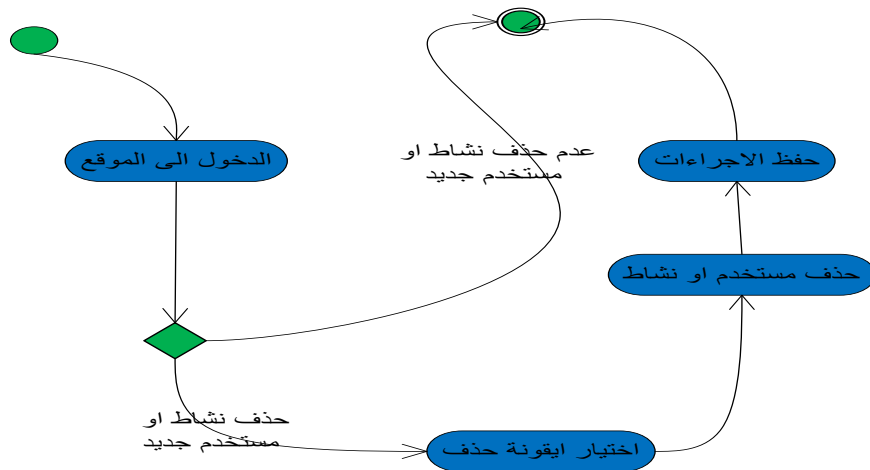 الدخول الى الموقع
عدم حذف نشاط او
مستخدم جديد
حفظ الاجراءات
حذف مستخدم او نشاط
حذف نشاط او
مستخدم جديد
اختيار ايقونة حذف